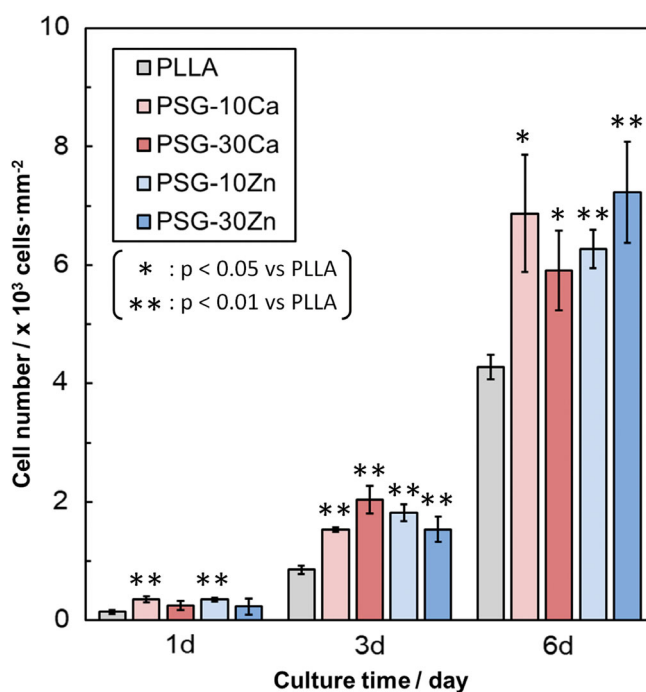 10
8
6
4
2
0
Cell number / x 10³ cells·mm⁻²
PLLA
PSG-10Ca
PSG-30Ca
PSG-10Zn
PSG-30Zn
* : p < 0.05 vs PLLA
** : p < 0.01 vs PLLA
** **
** ** ** **
* * ** **
1d 3d 6d
Culture time / day